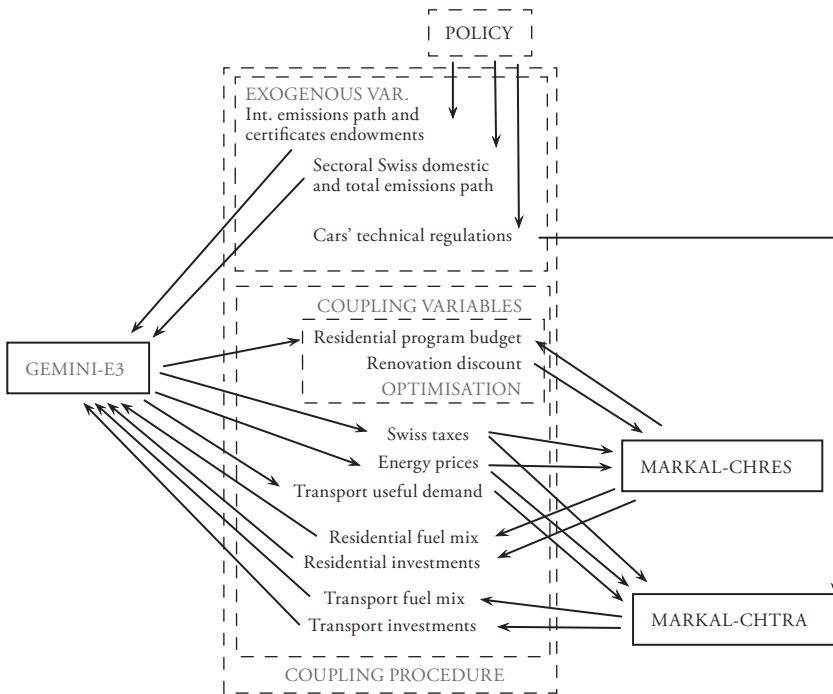 POLICY
EXOGENOUS VAR.
Int. emissions path and
certificates endowments
Sectoral Swiss domestic
and total emissions path
Cars' technical regulations
COUPLING VARIABLES
Residential program budget
Renovation discount
OPTIMISATION
GEMINI-E3
Swiss taxes
Energy prices
Transport useful demand
MARKAL-CHRES
Residential fuel mix
Residential investments
Transport fuel mix
Transport investments
MARKAL-CHTRA
COUPLING PROCEDURE